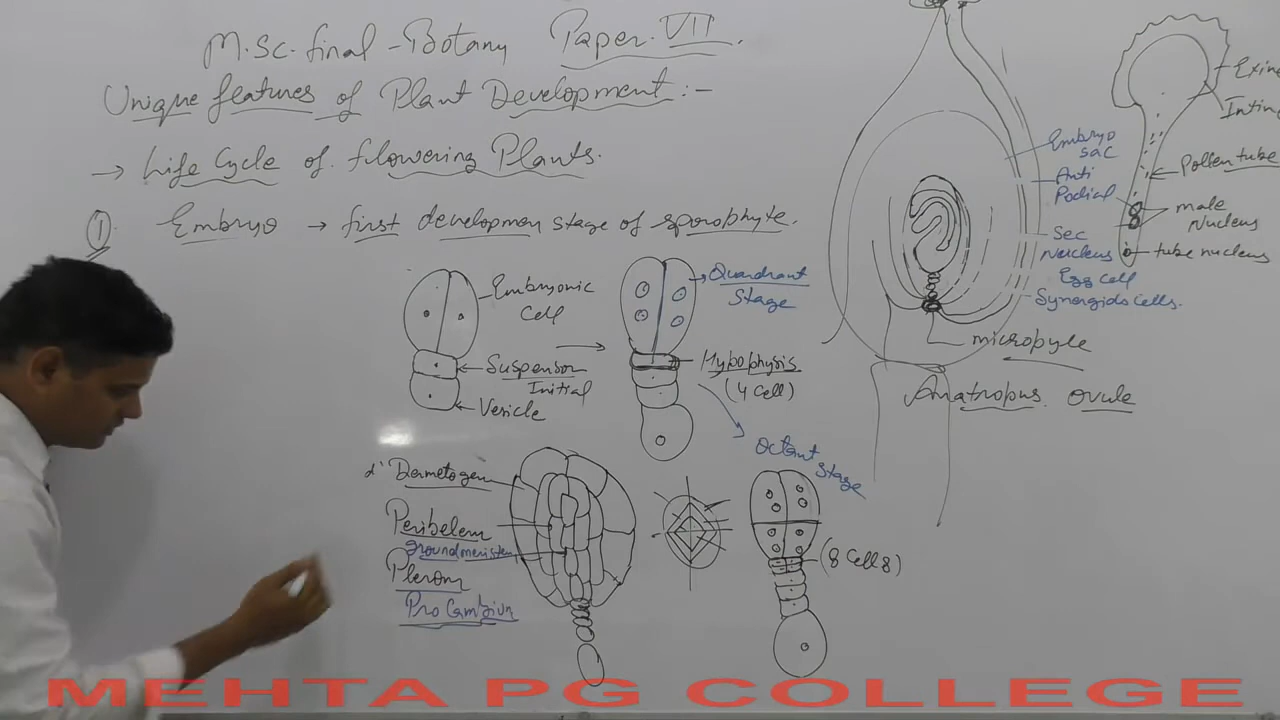 M.Sc. final - Botany Paper. VII.
Unique features of Plant Development :-
→ Life Cycle of flowering Plants.
① Embryo → first developmen stage of sporophyte.
Embryonic
Cell
Suspensor
Initial
Vesicle
Quadrant
Stage
Hypophysis
(4 Cell)
Octant
Stage
(8 Cells)
Dermatogen
Peribelem
groundmeristem
Plerom
Pro Cambium
Embryo
sac
Anti
Podial
Sec
Nucleus
Egg cell
Synergids Cells.
micropyle
Anatropus ovule
Exine
Intin
Pollen tube
male
Nucleus
tube nucleus
MEHTA PG COLLEGE